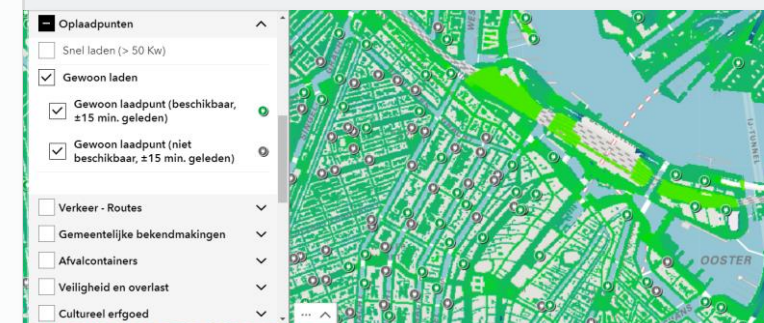 Oplaadpunten
Snel laden (> 50 Kw)
Gewoon laden
Gewoon laadpunt (beschikbaar,
±15 min. geleden)
Gewoon laadpunt (niet
beschikbaar, ±15 min. geleden)
Verkeer - Routes
Gemeentelijke bekendmakingen
Afvalcontainers
Veiligheid en overlast
Cultureel erfgoed
IJ-TUNNEL
OOSTER